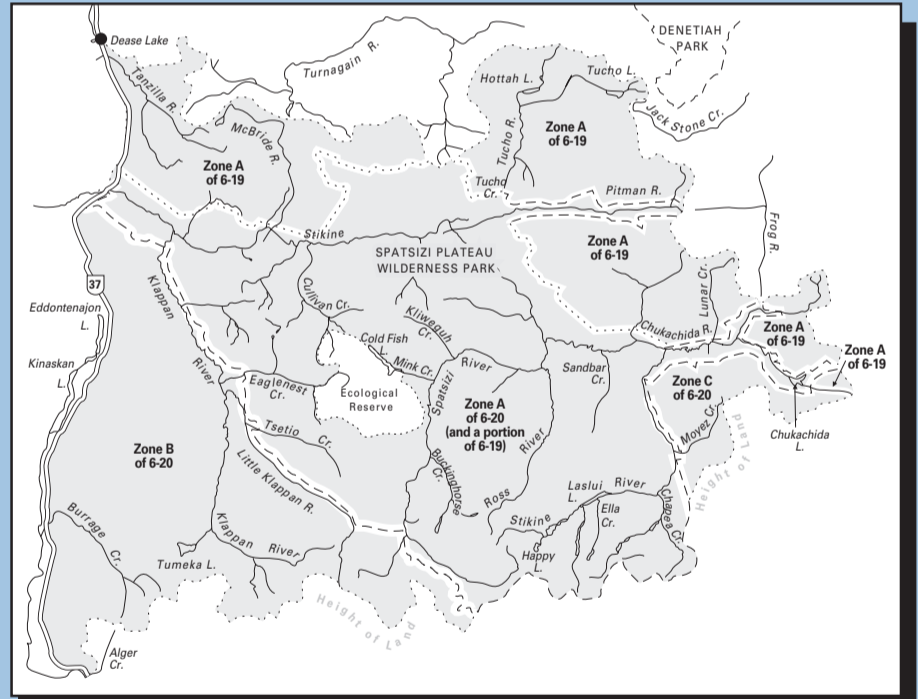 DENETIAH
PARK
Dease Lake
Turnagain R.
Tanzilla R.
Hottah L.
Tucho L.
Jack Stone Cr.
McBride R.
Tucho R.
Zone A
of 6-19
Zone A
of 6-19
Tucho
Cr.
Pitman R.
Stikine
Frog R.
SPATSIZI PLATEAU
WILDERNESS PARK
Zone A
of 6-19
Lunar Cr.
37
Klappan
River
Cullivan Cr.
Eddontenajon
L.
Kliweguh
Cr.
Chukachida R.
Zone A
of 6-19
Cold Fish
L.
Mink Cr.
Kinaskan
L.
Spatsizi
River
Sandbar
Cr.
Zone A
of 6-19
Zone C
of 6-20
Eaglenest
Cr.
Ecological
Reserve
Zone A
of 6-20
(and a portion
of 6-19)
Moyez Cr.
Chukachida
L.
Tsetio Cr.
Zone B
of 6-20
Little Klappan R.
Buckinghorse
Cr.
Ross River
Laslui
L.
River
Height of Land
Ella
Cr.
Chapea Cr.
Stikine
Burrage Cr.
Klappan River
Happy
L.
Tumeka L.
Height of Land
Alger
Cr.